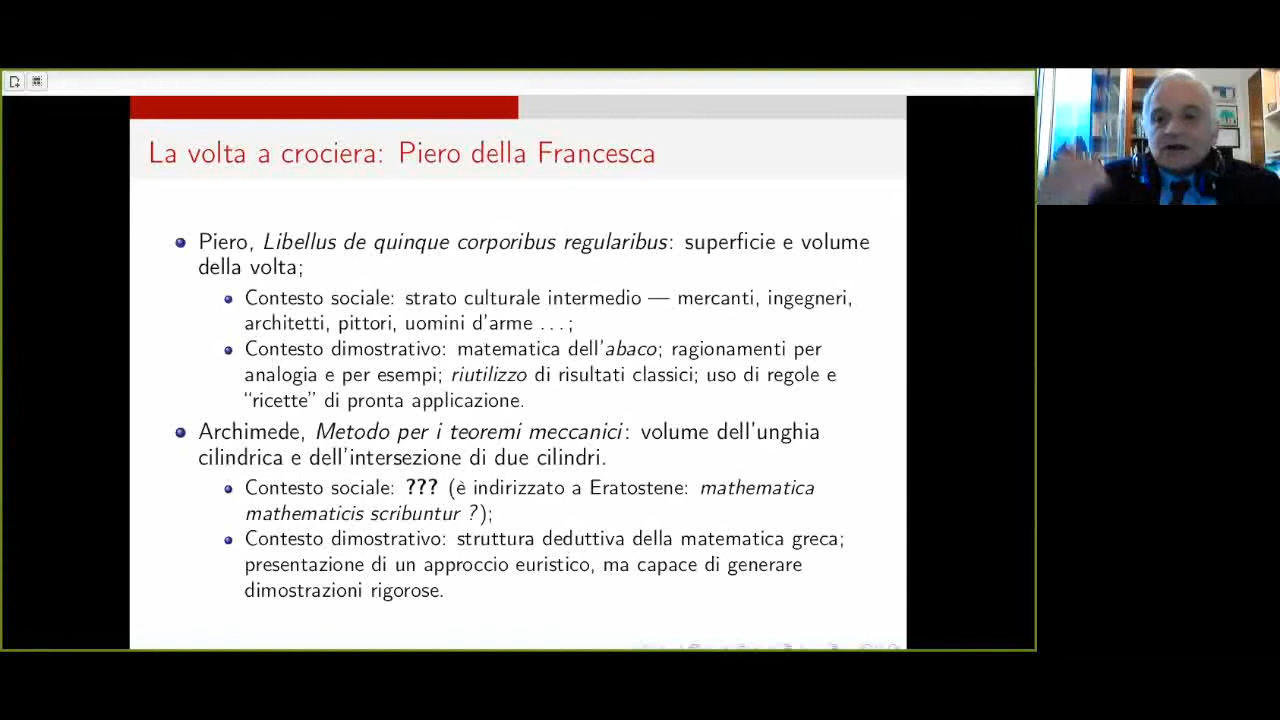 La volta a crociera: Piero della Francesca
Piero, Libellus de quinque corporibus regularibus: superficie e volume
della volta;
Contesto sociale: strato culturale intermedio — mercanti, ingegneri,
architetti, pittori, uomini d'arme ...;
Contesto dimostrativo: matematica dell'abaco; ragionamenti per
analogia e per esempi; riutilizzo di risultati classici; uso di regole e
“ricette” di pronta applicazione.
Archimede, Metodo per i teoremi meccanici: volume dell'unghia
cilindrica e dell'intersezione di due cilindri.
Contesto sociale: ??? (è indirizzato a Eratostene: mathematica
mathematicis scribuntur ?);
Contesto dimostrativo: struttura deduttiva della matematica greca;
presentazione di un approccio euristico, ma capace di generare
dimostrazioni rigorose.